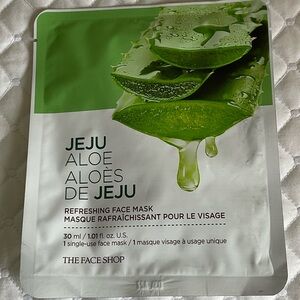 JEJU
ALOE
ALOÈS
DE JEJU
REFRESHING FACE MASK
MASQUE RAFRAÎCHISSANT POUR LE VISAGE
30 ml / 1.01 fl. oz. U.S.
1 single-use face mask / 1 masque visage à usage unique
THE FACE SHOP